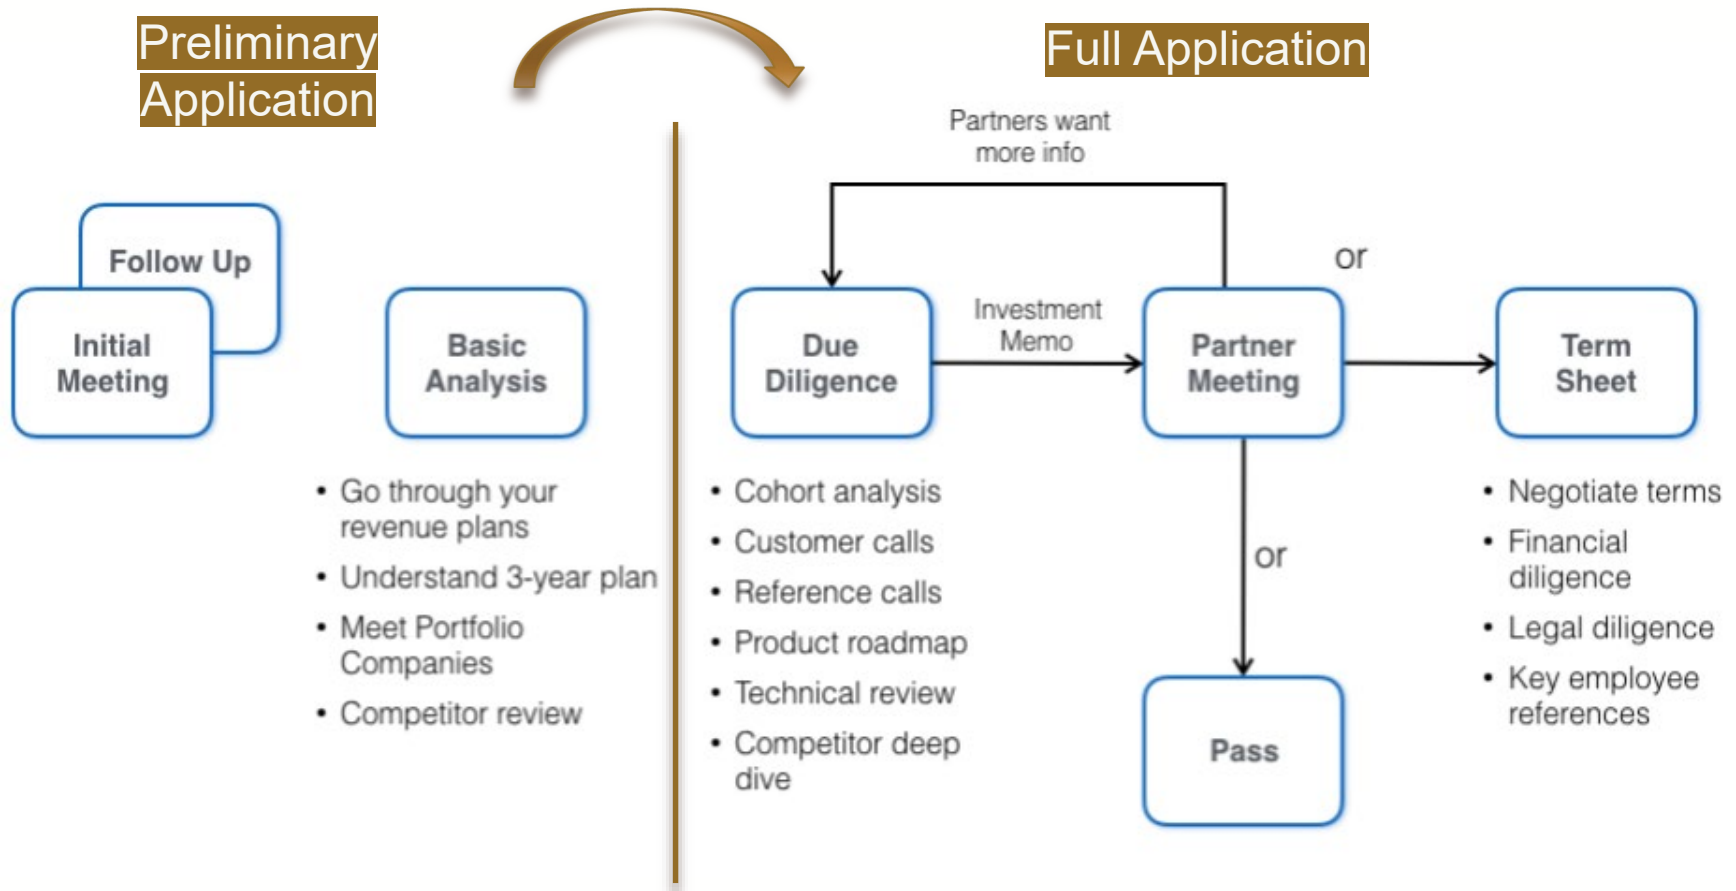 Preliminary
Application
Full Application
Partners want
more info
Follow Up
Initial
Meeting
Basic
Analysis
• Go through your
revenue plans
• Understand 3-year plan
• Meet Portfolio
Companies
• Competitor review
Due
Diligence
Investment
Memo
Partner
Meeting
or
Term
Sheet
• Cohort analysis
• Customer calls
• Reference calls
• Product roadmap
• Technical review
• Competitor deep
dive
or
Pass
• Negotiate terms
• Financial
diligence
• Legal diligence
• Key employee
references